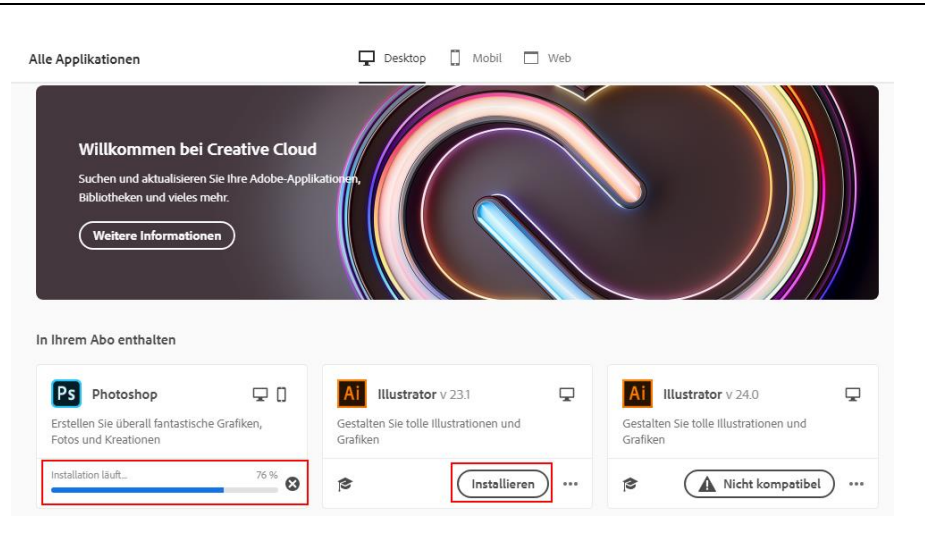 Alle Applikationen
Desktop
Mobil
Web
Willkommen bei Creative Cloud
Suchen und aktualisieren Sie Ihre Adobe-Applikationen,
Bibliotheken und vieles mehr.
Weitere Informationen
In Ihrem Abo enthalten
Ps Photoshop
Erstellen Sie überall fantastische Grafiken,
Fotos und Kreationen
Installation läuft... 76 %
Ai Illustrator v 23.1
Gestalten Sie tolle Illustrationen und
Grafiken
Installieren
Ai Illustrator v 24.0
Gestalten Sie tolle Illustrationen und
Grafiken
Nicht kompatibel